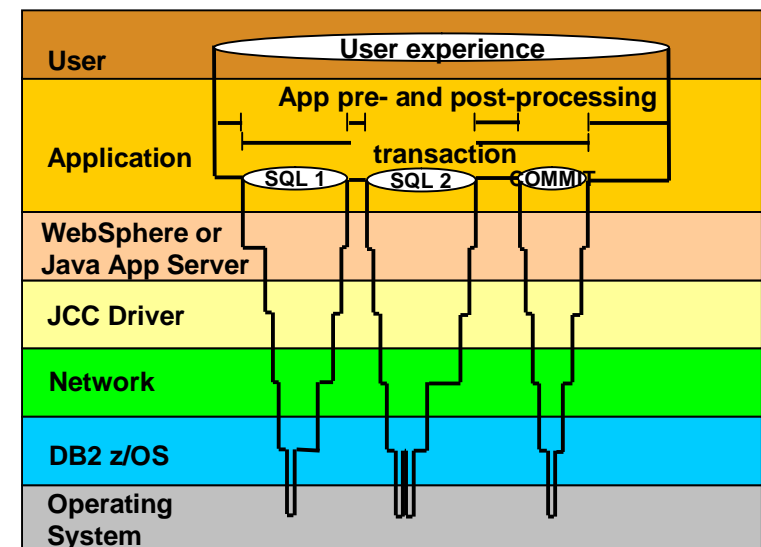 User experience
User
App pre- and post-processing
Application
transaction
SQL 1
SQL 2
COMMIT
WebSphere or
Java App Server
JCC Driver
Network
DB2 z/OS
Operating
System